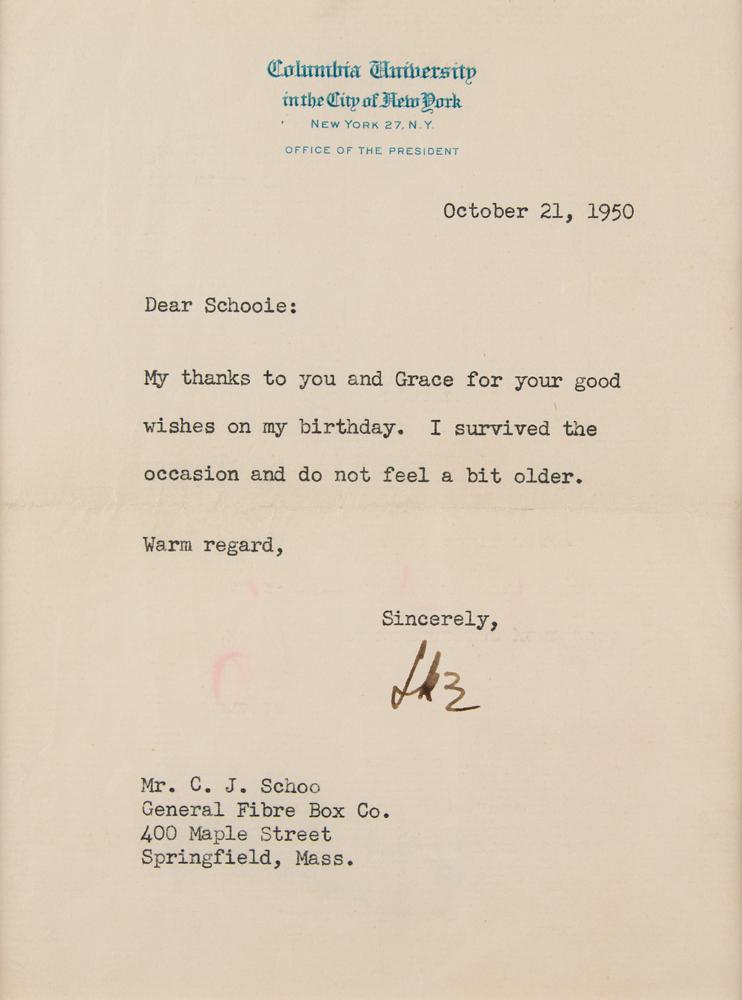 Columbia University
in the City of New York
NEW YORK 27, N.Y.
OFFICE OF THE PRESIDENT
October 21, 1950
Dear Schooie:
My thanks to you and Grace for your good
wishes on my birthday. I survived the
occasion and do not feel a bit older.
Warm regard,
Sincerely,
Mr. C. J. Schoo
General Fibre Box Co.
400 Maple Street
Springfield, Mass.